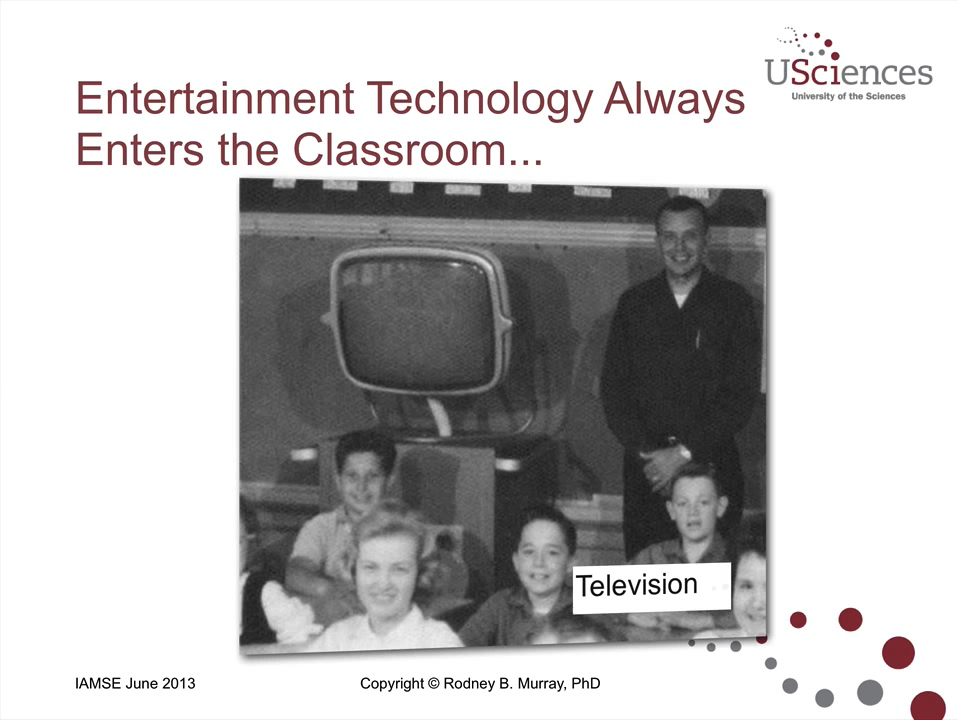 USciences
University of the Sciences
Entertainment Technology Always
Enters the Classroom...
Television
IAMSE June 2013
Copyright © Rodney B. Murray, PhD